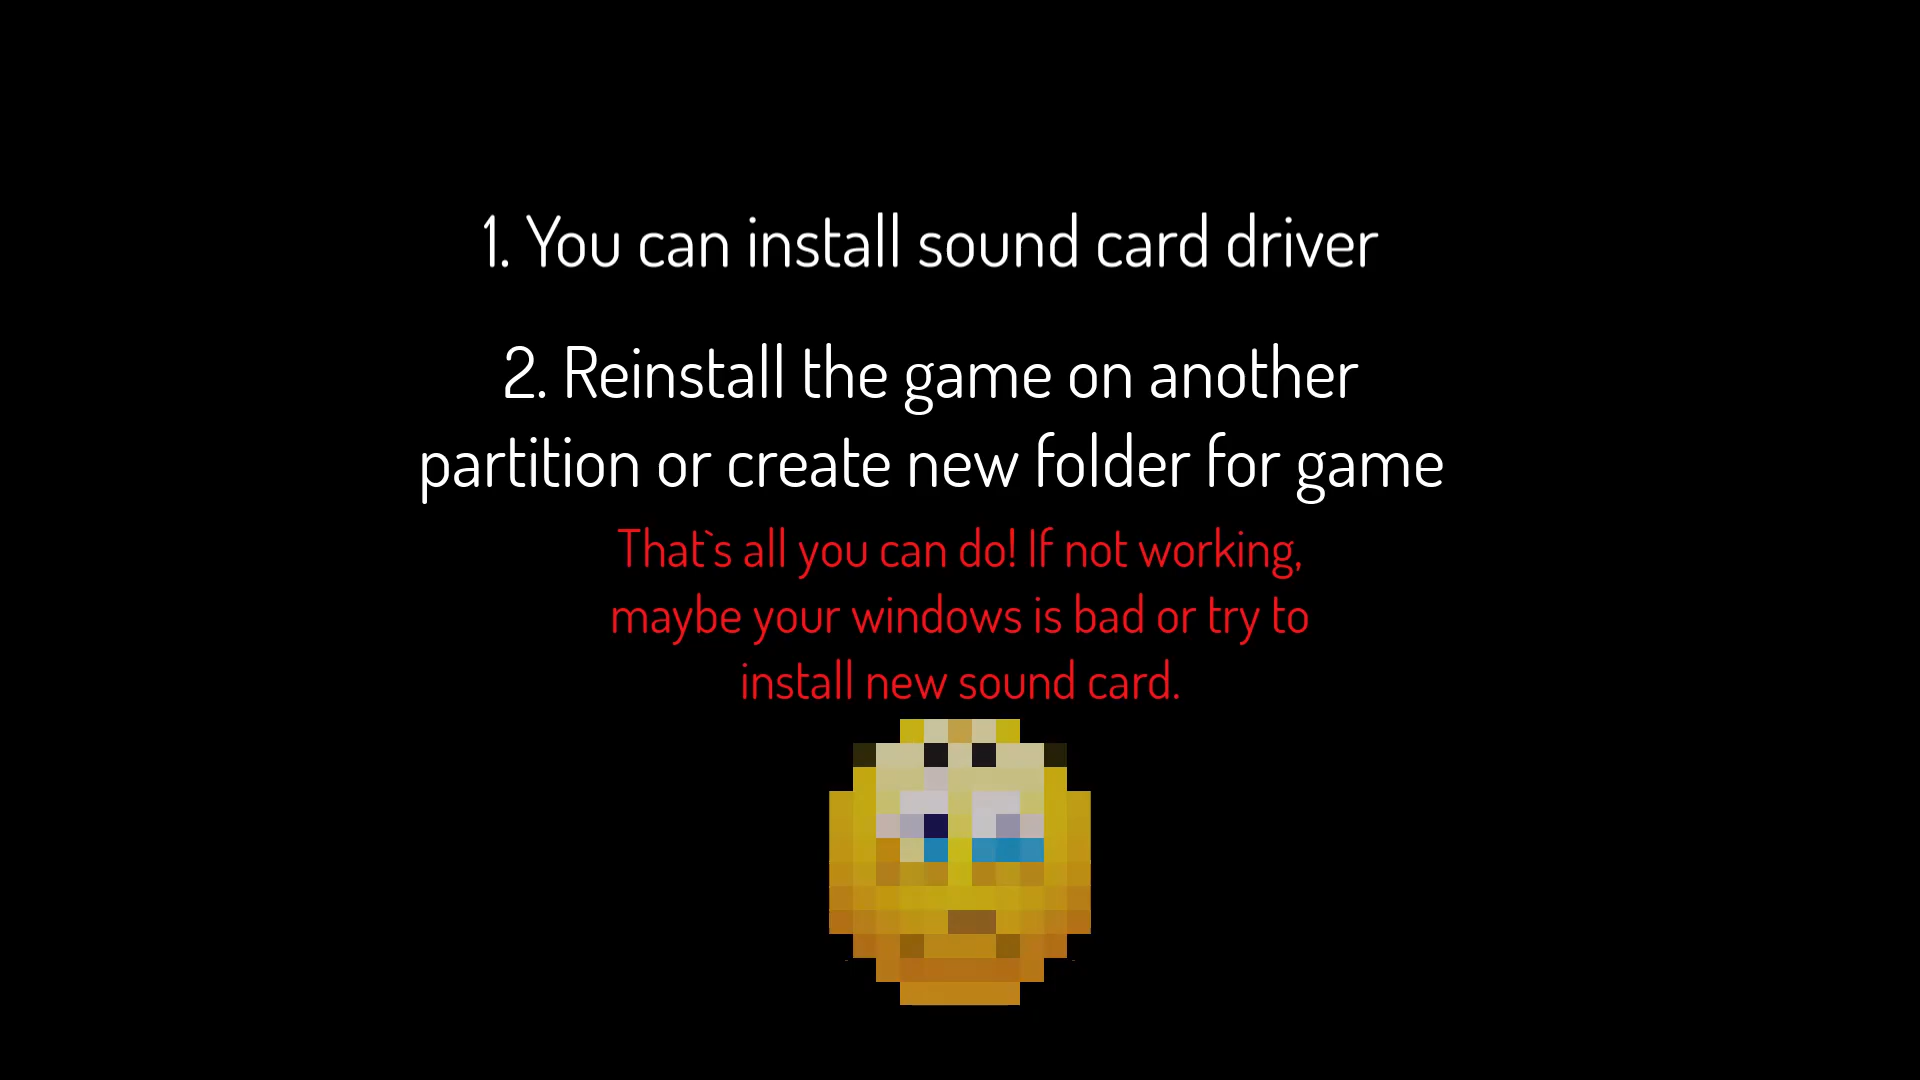 1. You can install sound card driver
2. Reinstall the game on another
partition or create new folder for game
That`s all you can do! If not working,
maybe your windows is bad or try to
install new sound card.